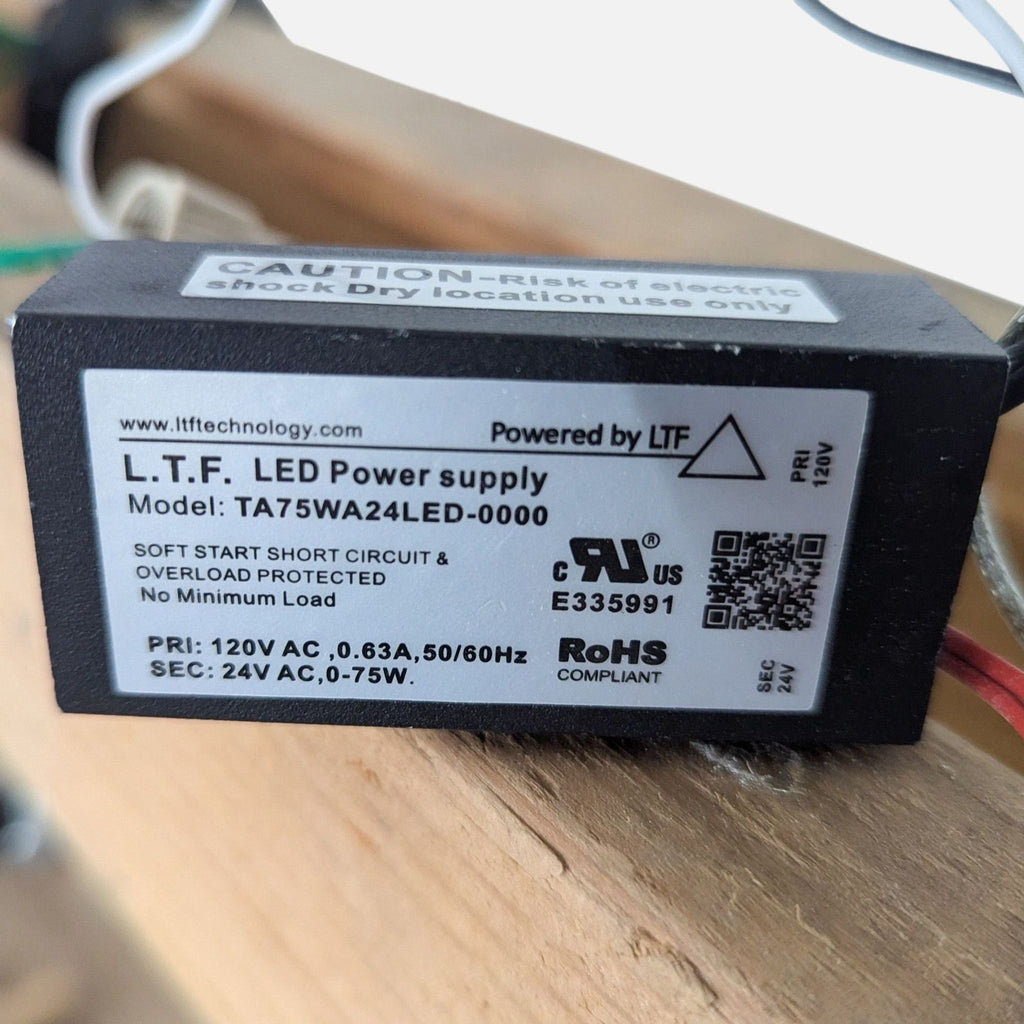 CAUTION-Risk of electric
shock Dry location use only
www.ltftechnology.com
Powered by LTF
L.T.F. LED Power supply
Model: TA75WA24LED-0000
SOFT START SHORT CIRCUIT &
OVERLOAD PROTECTED
No Minimum Load
C UR ® US
E335991
PRI: 120V AC ,0.63A,50/60Hz
SEC: 24V AC,0-75W.
RoHS
COMPLIANT
PRI
120V
SEC
24V